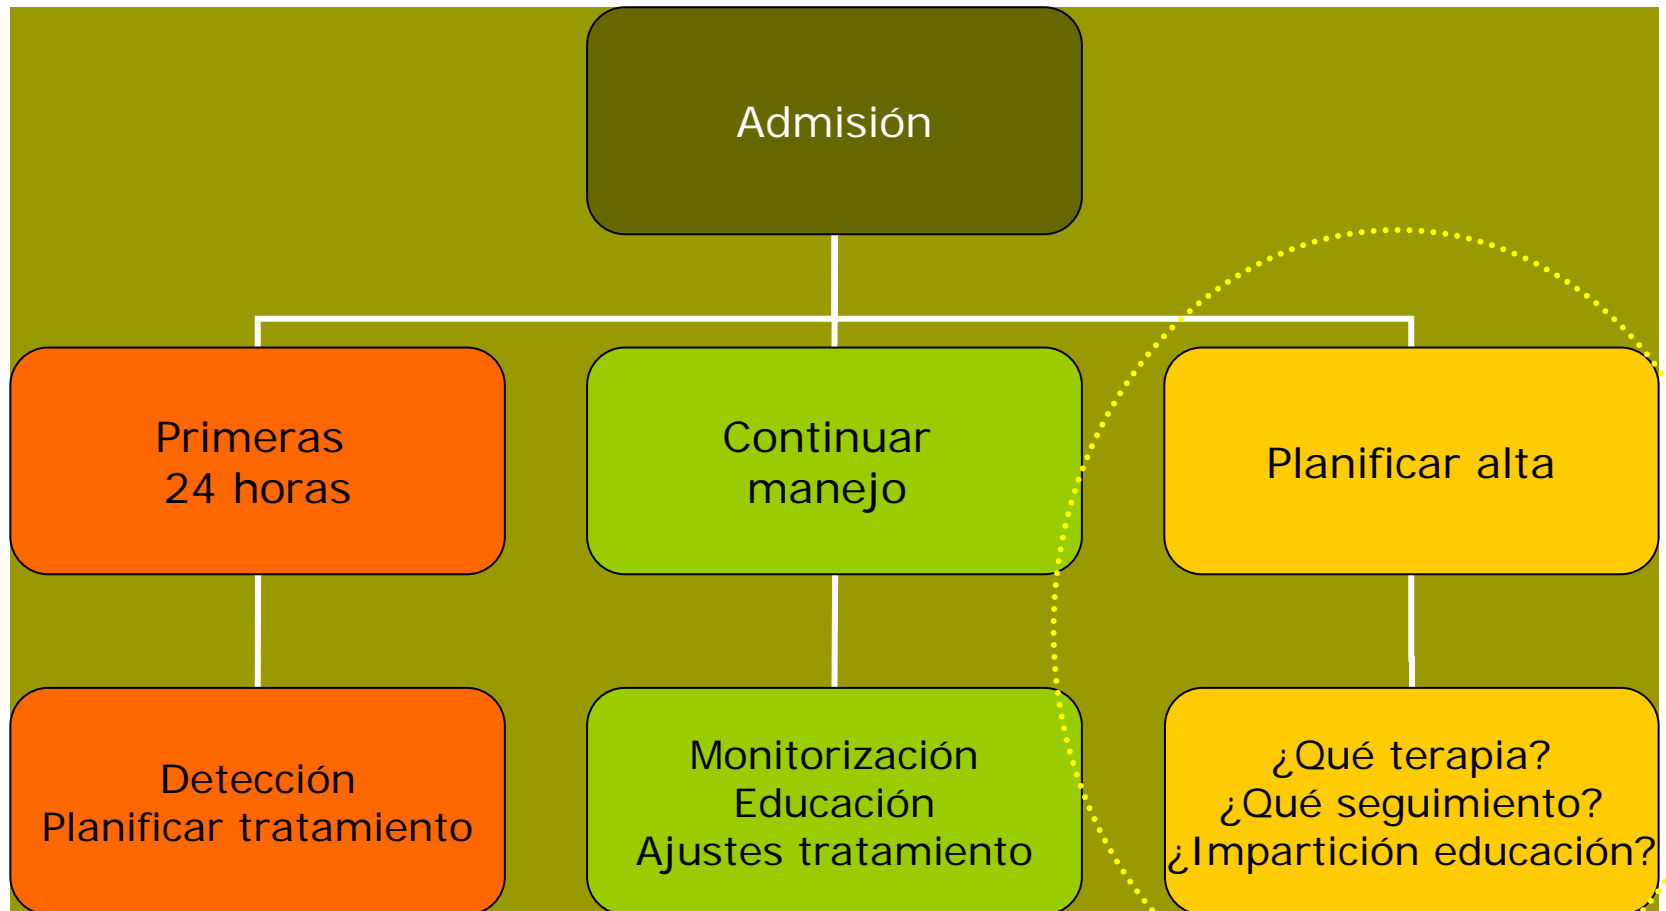 Admisión
Primeras
24 horas
Continuar
manejo
Planificar alta
Detección
Planificar tratamiento
Monitorización
Educación
Ajustes tratamiento
¿Qué terapia?
¿Qué seguimiento?
¿Impartición educación?